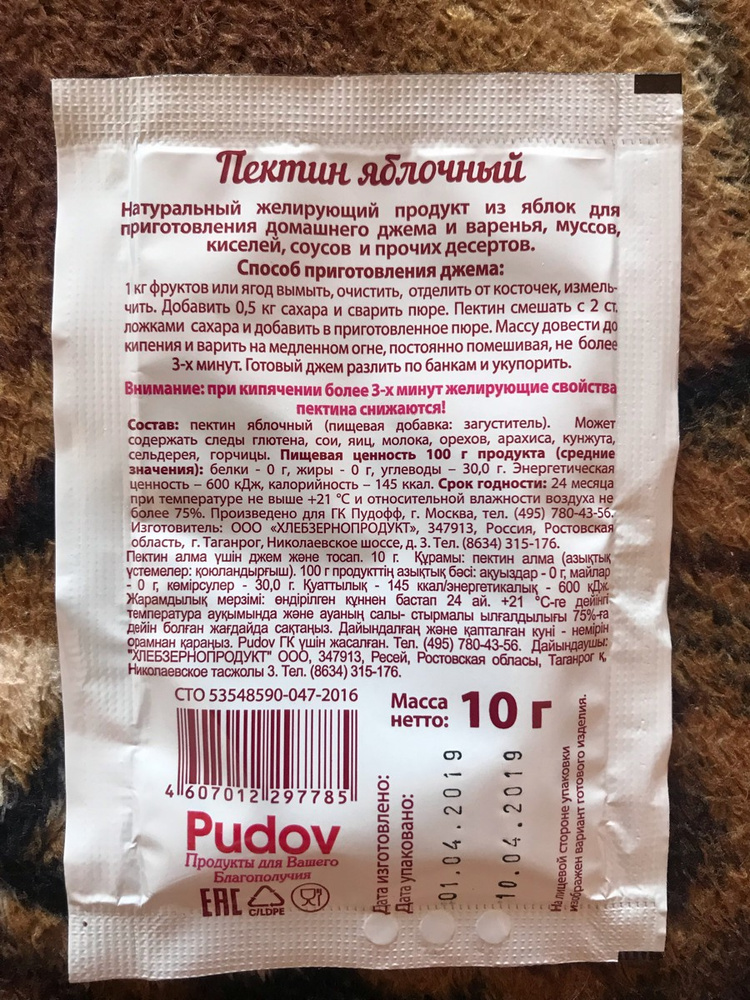 Пектин яблочный
Натуральный желирующий продукт из яблок для
приготовления домашнего джема и варенья, муссов,
киселей, соусов и прочих десертов.
Способ приготовления джема:
1 кг фруктов или ягод вымыть, очистить, отделить от косточек, измель-
чить. Добавить 0,5 кг сахара и сварить пюре. Пектин смешать с 2 ст.
ложками сахара и добавить в приготовленное пюре. Массу довести до
кипения и варить на медленном огне, постоянно помешивая, не более
3-х минут. Готовый джем разлить по банкам и укупорить.
Внимание: при кипячении более 3-х минут желирующие свойства
пектина снижаются!
Состав: пектин яблочный (пищевая добавка: загуститель). Может
содержать следы глютена, сои, яиц, молока, орехов, арахиса, кунжута,
сельдерея, горчицы. Пищевая ценность 100 г продукта (средние
значения): белки - 0 г, жиры - 0 г, углеводы – 30,0 г. Энергетическая
ценность – 600 кДж, калорийность – 145 ккал. Срок годности: 24 месяца
при температуре не выше +21 °С и относительной влажности воздуха не
более 75%. Произведено для ГК Пудофф, г. Москва, тел. (495) 780-43-56.
Изготовитель: ООО «ХЛЕБЗЕРНОПРОДУКТ», 347913, Россия, Ростовская
область, г. Таганрог, Николаевское шоссе, д. 3. Тел. (8634) 315-176.
Пектин алма үшін джем және тосап. 10 г. Құрамы: пектин алма (азықтық
үстемелер: қоюландырғыш). 100 г продукттің азықтық бөсі: ақуыздар - 0 г, майлар
- 0 г, көмірсулер - 30,0 г. Қуаттылық - 145 ккал/энергетикалық - 600 кДж.
Жарамдылық мерзімі: өндірілген күннен бастап 24 ай. +21 °С-ге дейінгі
температура ауқымында және ауаның салы- стырмалы ылғалдылығы 75%-ға
дейін болған жағдайда сақтаңыз. Дайындалған және қапталған күні - немірін
орамнан қараңыз. Pudov ГК үшін жасалған. Тел. (495) 780-43-56. Дайындаушы:
"ХЛЕБЗЕРНОПРОДУКТ" ООО, 347913, Ресей, Ростовская обласы, Таганрог қ,
Николаевское тасжолы 3. Тел. (8634) 315-176.
СТО 53548590-047-2016
Масса
нетто: 10 г
4 607012 297785
Pudov
Продукты для Вашего
Благополучия
EAC
C/LDPE
Дата изготовлено:
Дата упаковано:
01.04.2019
10.04.2019
На лицевой стороне упаковки
изображен вариант готового изделия.